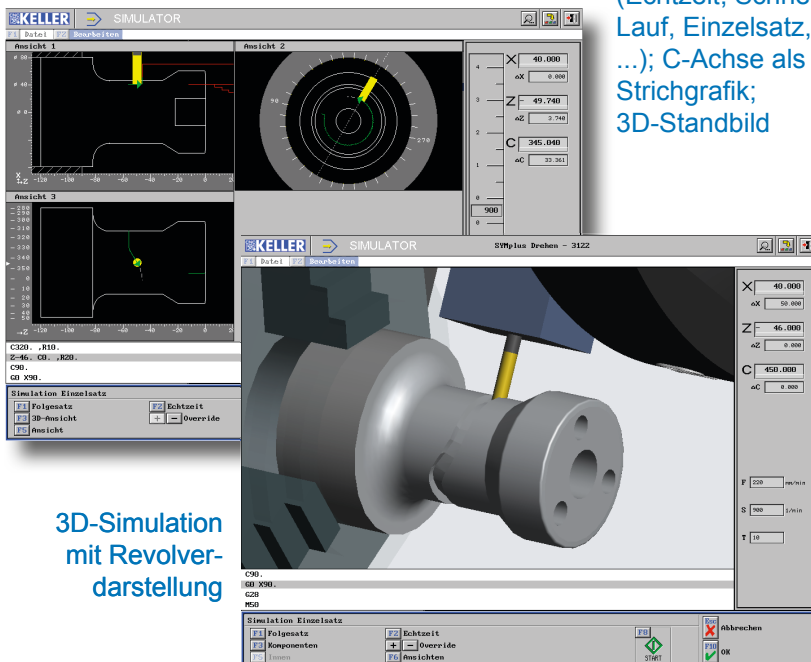 (Echtzeit, Schne
Lauf, Einzelsatz,
...); C-Achse als
Strichgrafik;
3D-Standbild
KELLER SIMULATOR
F1 Datei F2 Bearbeiten
Ansicht 1
Ansicht 2
Ansicht 3
X 40.000
ΔX 0.000
Z - 49.740
ΔZ 3.740
C 345.040
ΔC 33.361
900
C320. ,R10.
Z-46. C0. ,R20.
C90.
G0 X90.
Simulation Einzelsatz
F1 Folgesatz F2 Echtzeit
F3 3D-Ansicht + - Override
F5 Ansicht
KELLER SIMULATOR SYMplus Drehen - 3122
F1 Datei F2 Bearbeiten
X 40.000
ΔX 50.000
Z - 46.000
ΔZ 0.000
C 450.000
ΔC 0.000
F 220 mm/min
S 900 1/min
T 10
3D-Simulation
mit Revolver-
darstellung
C90.
G0 X90.
G28
M50
Simulation Einzelsatz
F1 Folgesatz F2 Echtzeit
F3 Komponenten + - Override
F5 Innen F6 Ansichten
F8 START
Esc Abbrechen
F10 OK